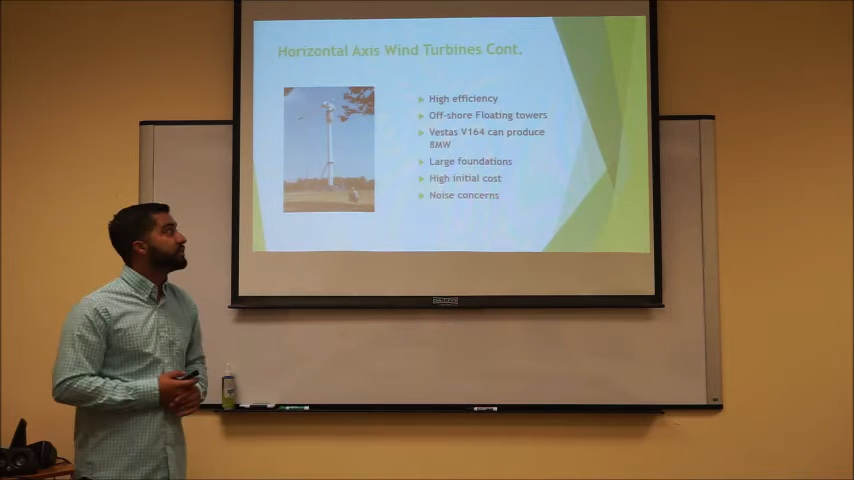 Horizontal Axis Wind Turbines Cont.
High efficiency
Off-shore Floating towers
Vestas V164 can produce
8MW
Large foundations
High initial cost
Noise concerns